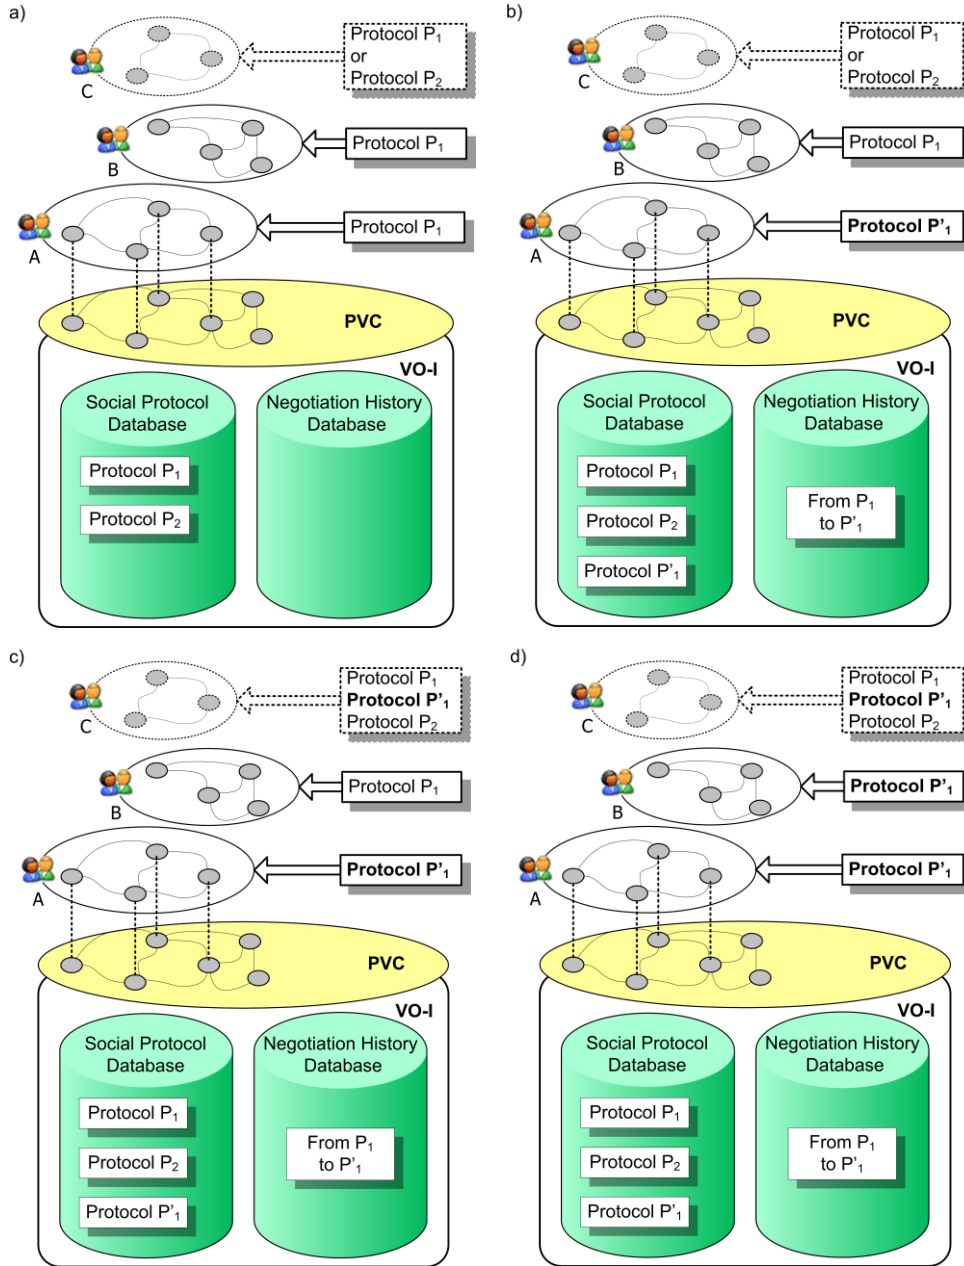 a)
Protocol P₁
or
Protocol P₂
C
B
Protocol P₁
A
Protocol P₁
PVC
VO-I
Social Protocol
Database
Negotiation History
Database
Protocol P₁
Protocol P₂
b)
Protocol P₁
or
Protocol P₂
C
B
Protocol P₁
A
Protocol P'₁
PVC
VO-I
Social Protocol
Database
Negotiation History
Database
Protocol P₁
Protocol P₂
Protocol P'₁
From P₁
to P'₁
c)
Protocol P₁
Protocol P'₁
Protocol P₂
C
B
Protocol P₁
A
Protocol P'₁
PVC
VO-I
Social Protocol
Database
Negotiation History
Database
Protocol P₁
Protocol P₂
Protocol P'₁
From P₁
to P'₁
d)
Protocol P₁
Protocol P'₁
Protocol P₂
C
B
Protocol P'₁
A
Protocol P'₁
PVC
VO-I
Social Protocol
Database
Negotiation History
Database
Protocol P₁
Protocol P₂
Protocol P'₁
From P₁
to P'₁